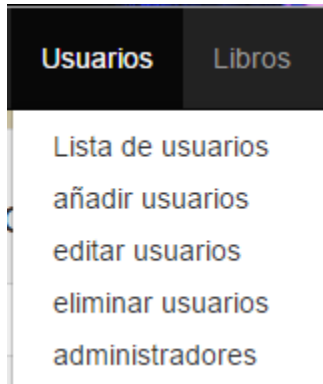 Usuarios Libros
Lista de usuarios
añadir usuarios
editar usuarios
eliminar usuarios
administradores